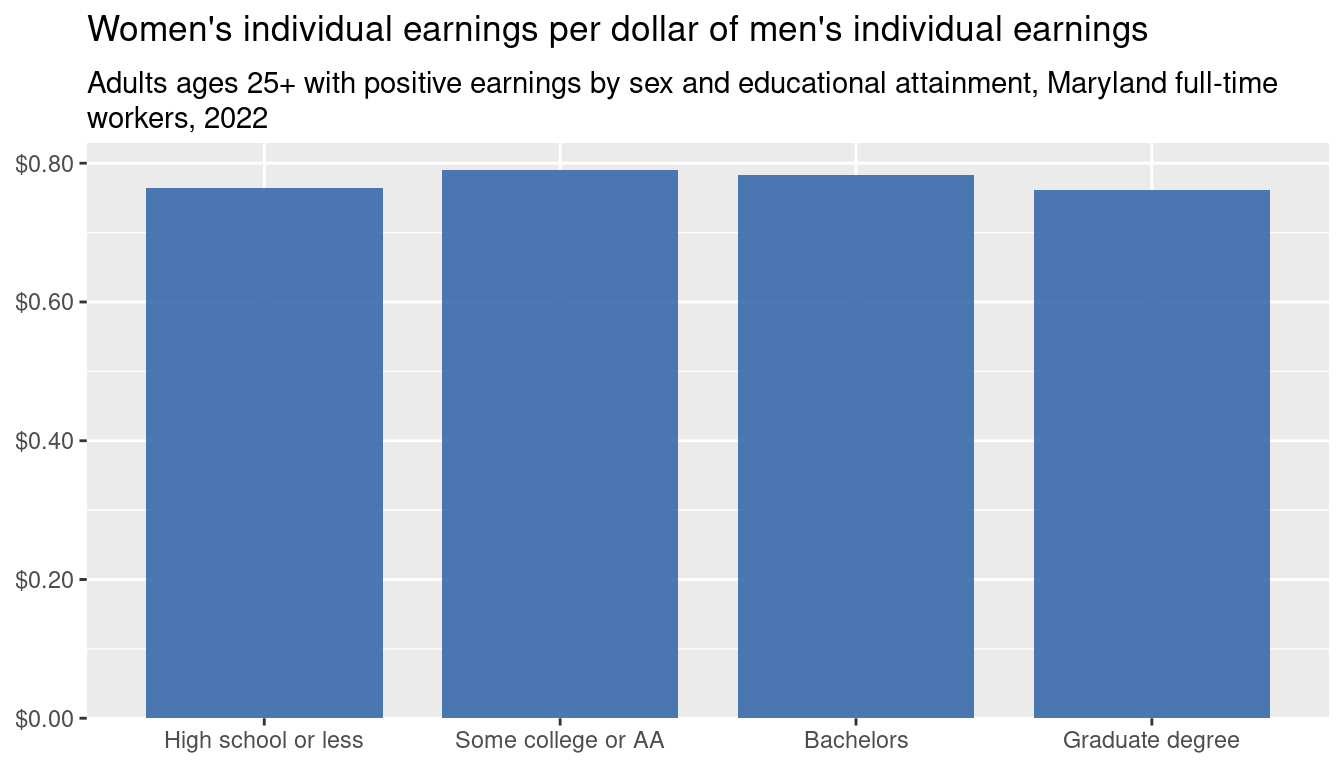 Women's individual earnings per dollar of men's individual earnings
Adults ages 25+ with positive earnings by sex and educational attainment, Maryland full-time
workers, 2022
$0.80
$0.60
$0.40
$0.20
$0.00
High school or less
Some college or AA
Bachelors
Graduate degree